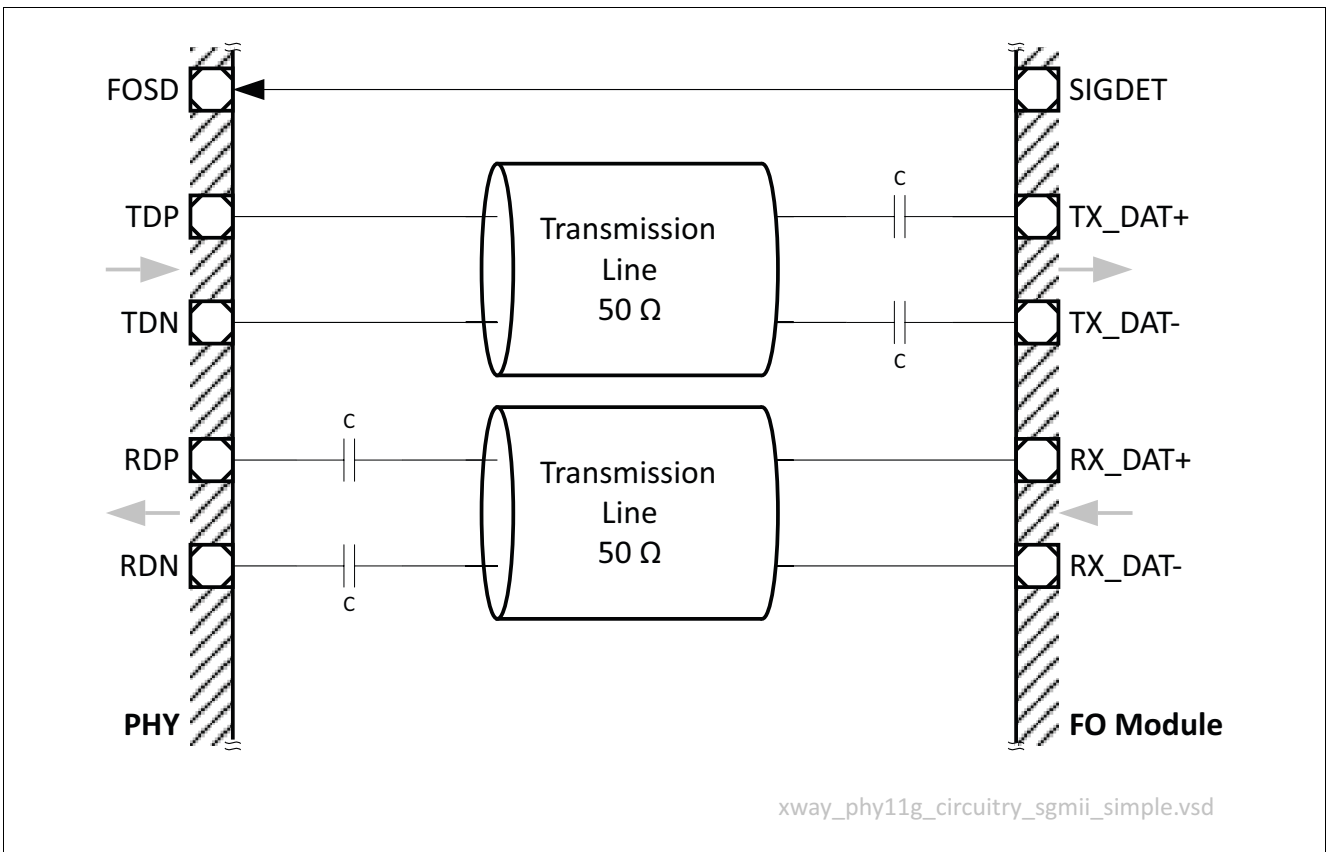 FOSD
SIGDET
C
TDP
TX_DAT+
Transmission
Line
50 Ω
TDN
TX_DAT-
C
C
RDP
RX_DAT+
Transmission
Line
50 Ω
RDN
RX_DAT-
C
PHY
FO Module
xway_phy11g_circuitry_sgmii_simple.vsd